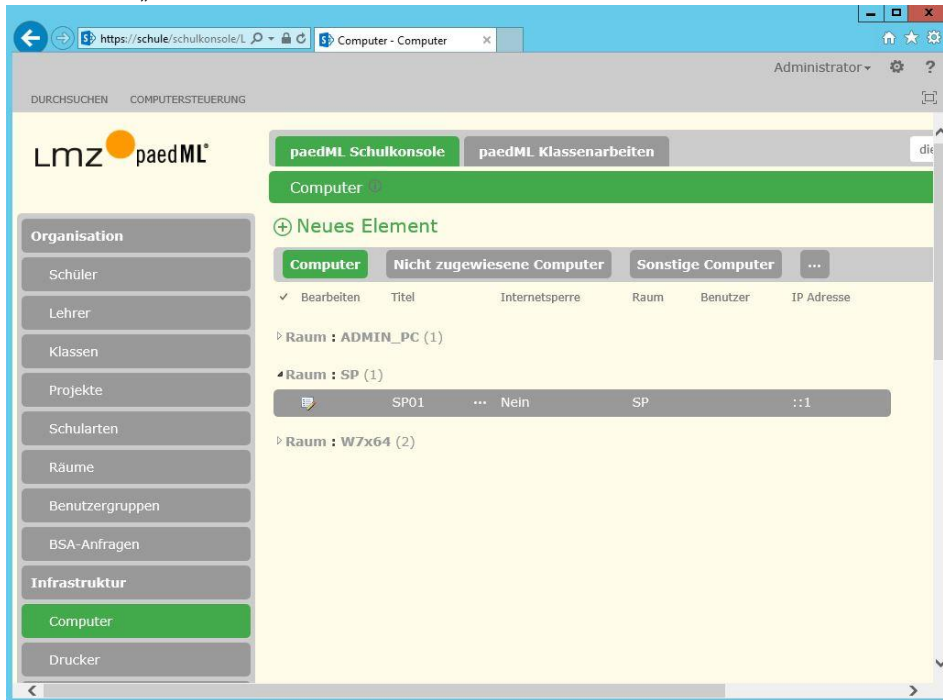 https://schule/schulkonsole/L
Computer - Computer
Administrator
?
DURCHSUCHEN COMPUTERSTEUERUNG
LMZ paedML®
paedML Schulkonsole paedML Klassenarbeiten
Computer
Neues Element
Computer Nicht zugewiesene Computer Sonstige Computer ...
Bearbeiten Titel Internetsperre Raum Benutzer IP Adresse
Raum : ADMIN_PC (1)
Raum : SP (1)
SP01 ... Nein SP ::1
Raum : W7x64 (2)
Organisation
Schüler
Lehrer
Klassen
Projekte
Schularten
Räume
Benutzergruppen
BSA-Anfragen
Infrastruktur
Computer
Drucker